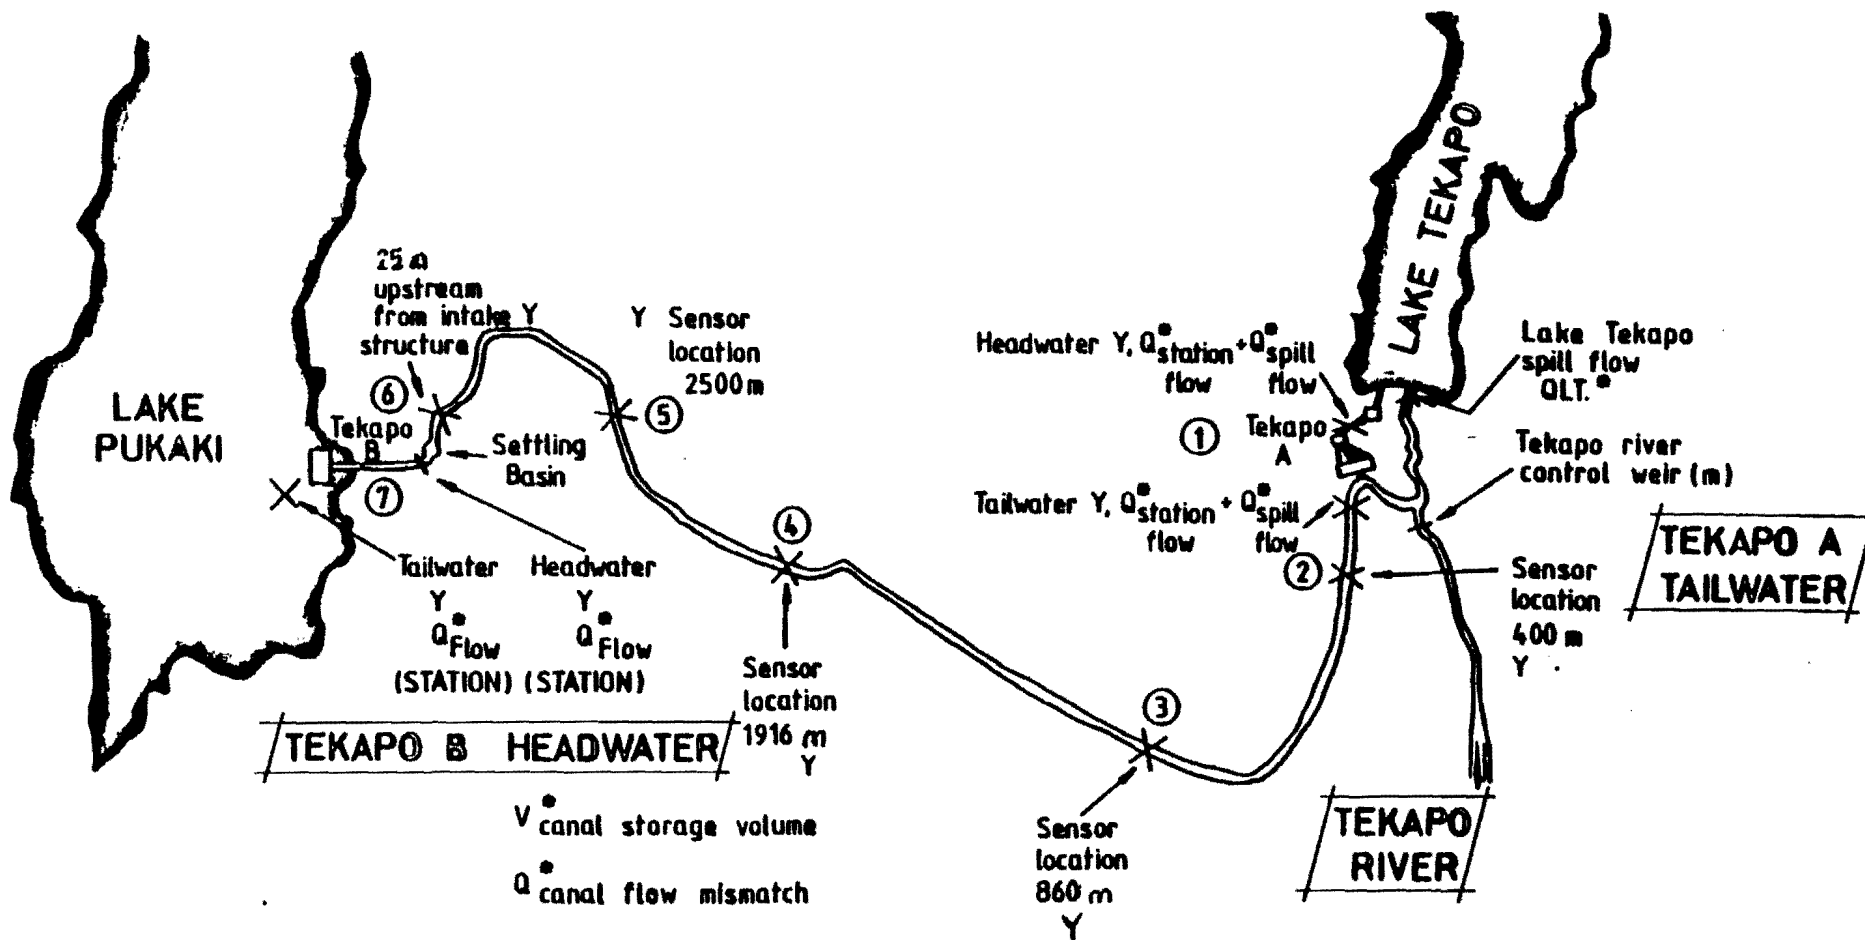 LAKE
PUKAKI
25 m
upstream
from intake Y
structure
6
Tekapo
B
7
Settling
Basin
Y Sensor
location
2500 m
5
4
Tailwater
Y
Q*Flow
(STATION)
Headwater
Y
Q*Flow
(STATION)
Sensor
location
1916 m
Y
TEKAPO B HEADWATER
V* canal storage volume
Q* canal flow mismatch
LAKE TEKAPO
Headwater Y, Q*station + Q*spill
flow flow
1
Tekapo
A
Lake Tekapo
spill flow
QLT.*
Tekapo river
control weir (m)
Tailwater Y, Q*station + Q*spill
flow flow
2
Sensor
location
400 m
Y
TEKAPO A
TAILWATER
3
Sensor
location
860 m
Y
TEKAPO
RIVER